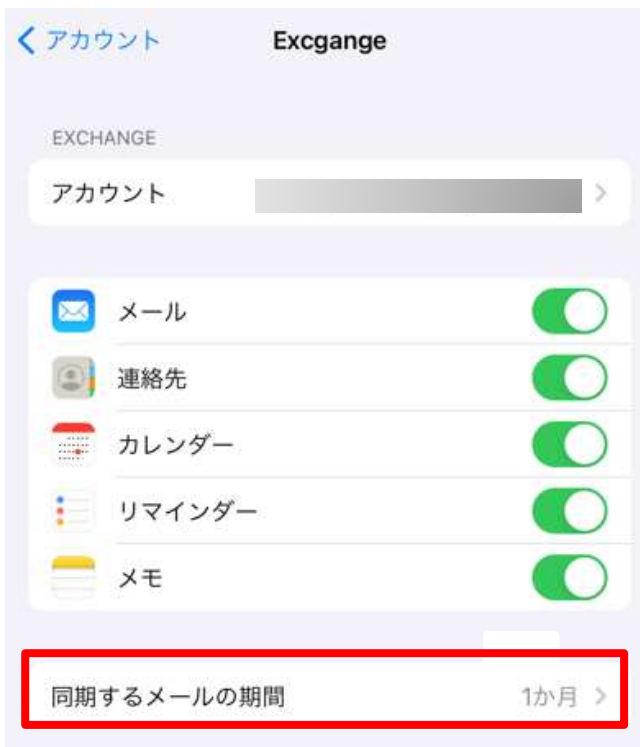 アカウント Excgange
EXCHANGE
アカウント
メール
連絡先
カレンダー
リマインダー
メモ
同期するメールの期間 1か月